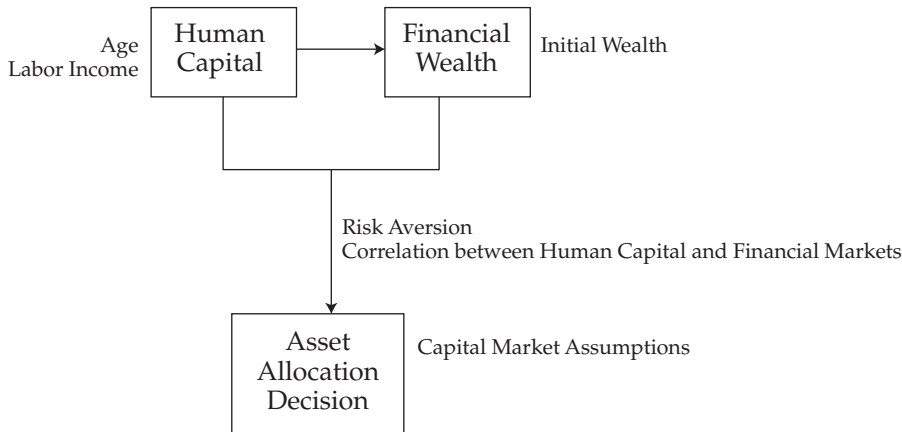 Age
Labor Income
Human
Capital
Financial
Wealth
Initial Wealth
Risk Aversion
Correlation between Human Capital and Financial Markets
Asset
Allocation
Decision
Capital Market Assumptions